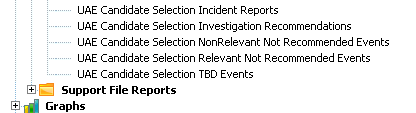 UAE Candidate Selection Incident Reports
UAE Candidate Selection Investigation Recommendations
UAE Candidate Selection NonRelevant Not Recommended Events
UAE Candidate Selection Relevant Not Recommended Events
UAE Candidate Selection TBD Events
Support File Reports
Graphs